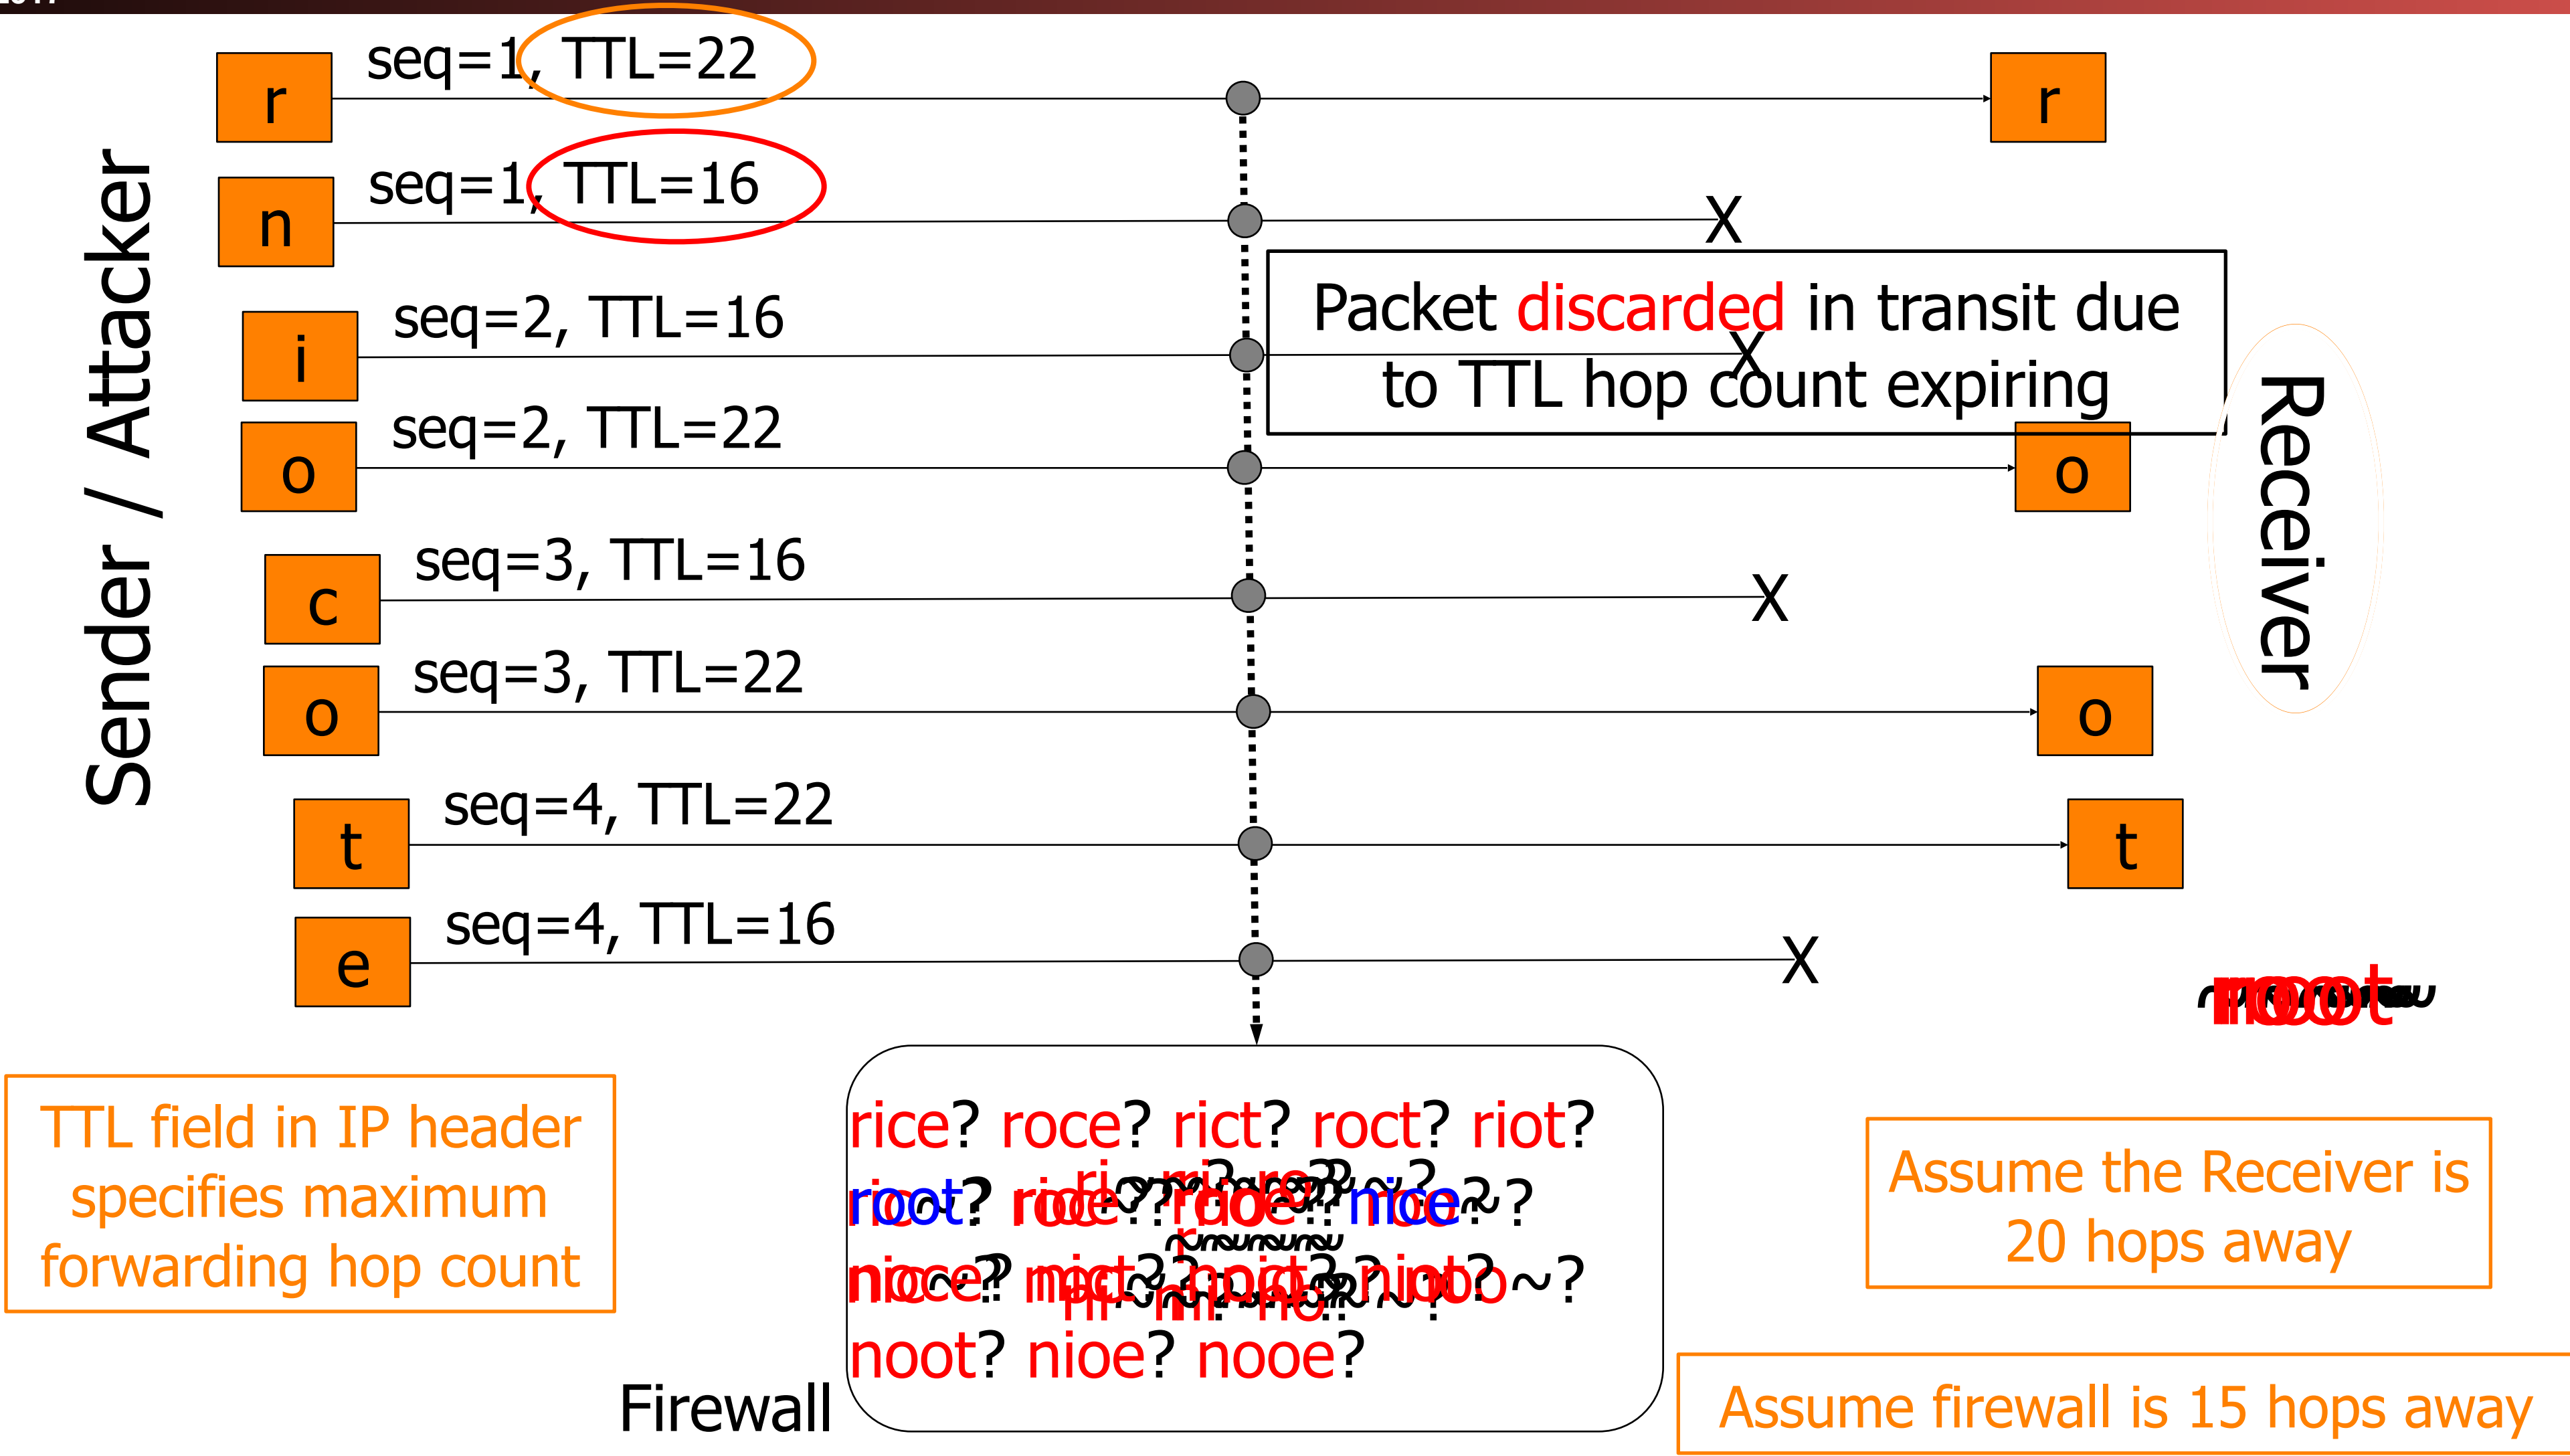 seq=1, TTL=22
r
r
seq=1, TTL=16
n
X
Packet discarded in transit due
to TTL hop count expiring
seq=2, TTL=16
i
X
seq=2, TTL=22
o
o
seq=3, TTL=16
c
X
seq=3, TTL=22
o
o
seq=4, TTL=22
t
t
seq=4, TTL=16
e
X
Sender / Attacker
Receiver
root
TTL field in IP header
specifies maximum
forwarding hop count
rice? roce? rict? roct? riot?
root? nice?
noot? nioe? nooe?
Firewall
Assume the Receiver is
20 hops away
Assume firewall is 15 hops away